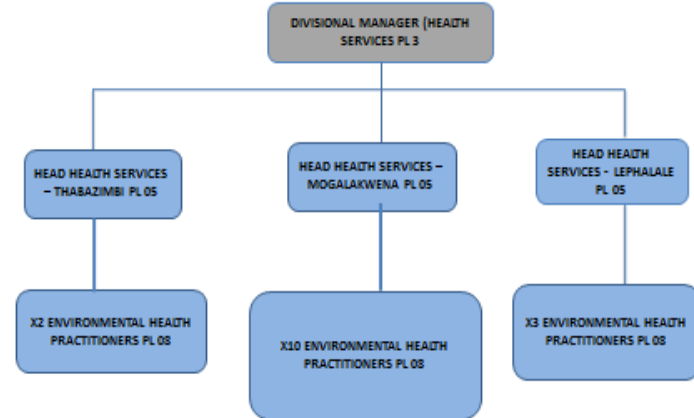 DIVISIONAL MANAGER (HEALTH
SERVICES PL 3
HEAD HEALTH SERVICES
– THABAZIMBI PL 05
HEAD HEALTH SERVICES –
MOGALAKWENA PL 05
HEAD HEALTH
SERVICES - LEPHALALE
PL 05
X2 ENVIRONMENTAL HEALTH
PRACTITIONERS PL 08
X10 ENVIRONMENTAL HEALTH
PRACTITIONERS PL 08
X3 ENVIRONMENTAL HEALTH
PRACTITIONERS PL 08